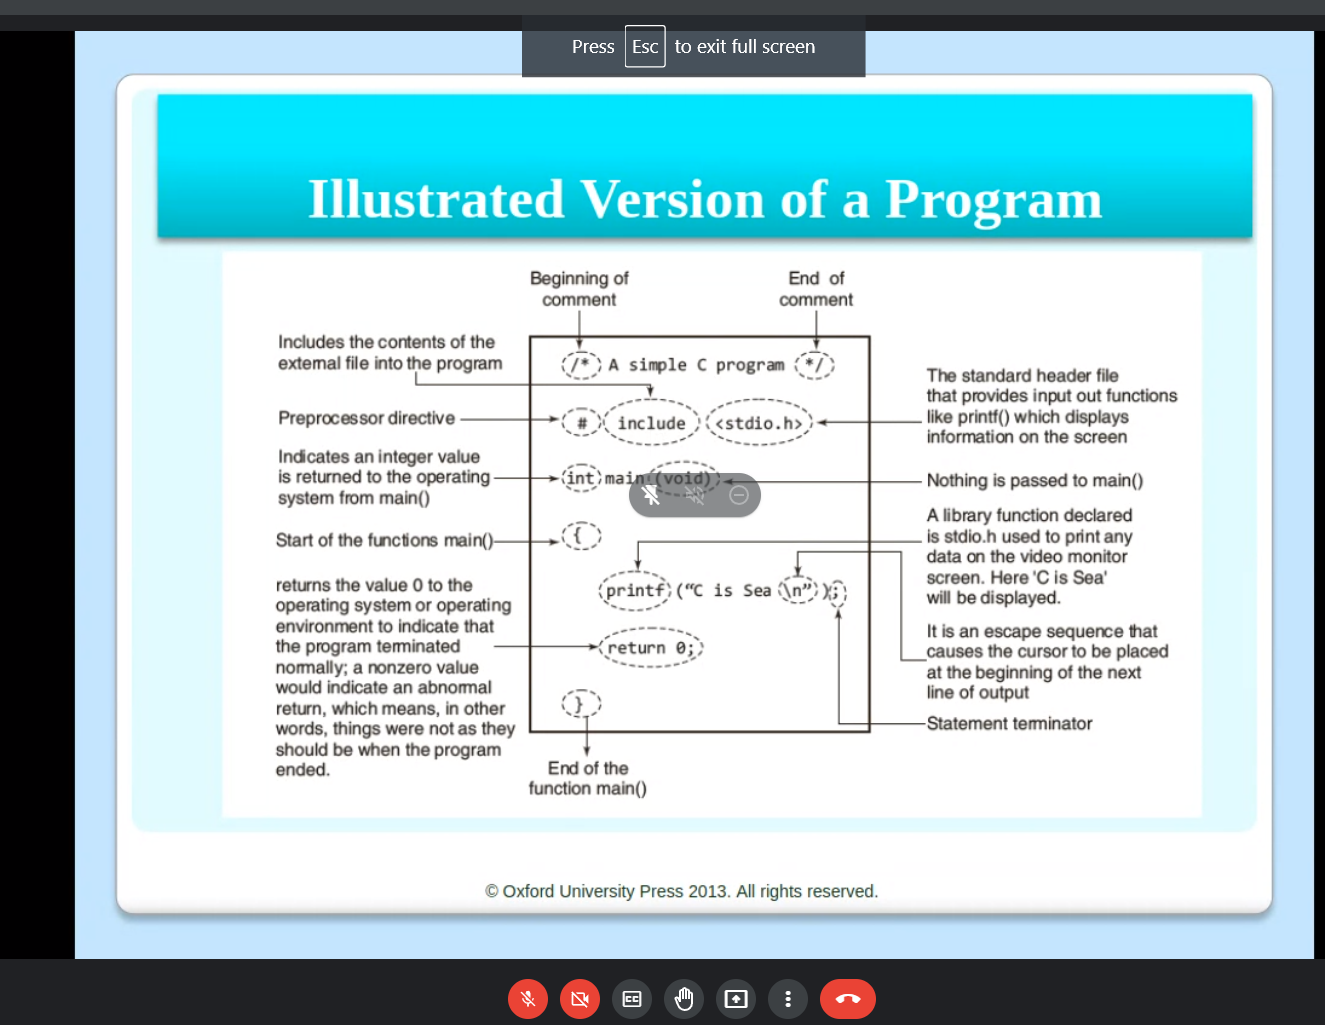 Press Esc to exit full screen
Illustrated Version of a Program
Beginning of
comment
End of
comment
Includes the contents of the
external file into the program
Preprocessor directive
Indicates an integer value
is returned to the operating
system from main()
Start of the functions main()
returns the value 0 to the
operating system or operating
environment to indicate that
the program terminated
normally; a nonzero value
would indicate an abnormal
return, which means, in other
words, things were not as they
should be when the program
ended.
/* A simple C program */
# include <stdio.h>
int main (void)
{
printf (“C is Sea \n” );
return 0;
}
End of the
function main()
The standard header file
that provides input out functions
like printf() which displays
information on the screen
Nothing is passed to main()
A library function declared
is stdio.h used to print any
data on the video monitor
screen. Here 'C is Sea'
will be displayed.
It is an escape sequence that
causes the cursor to be placed
at the beginning of the next
line of output
Statement terminator
© Oxford University Press 2013. All rights reserved.
CC